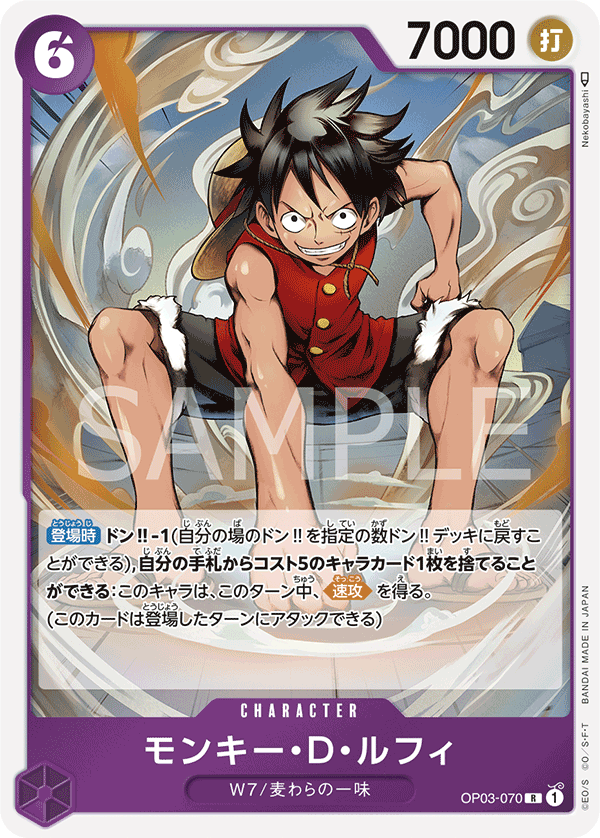 6
7000
打
Nekobayashi
SAMPLE
登場時 ドン!!-1(自分の場のドン!!を指定の数ドン!!デッキに戻すこ
とができる),自分の手札からコスト5のキャラカード1枚を捨てること
ができる:このキャラは、このターン中、速攻を得る。
(このカードは登場したターンにアタックできる)
CHARACTER
モンキー・D・ルフィ
W7/麦わらの一味
OP03-070 R 1
©E.O/S ©O/S・F・T BANDAI MADE IN JAPAN